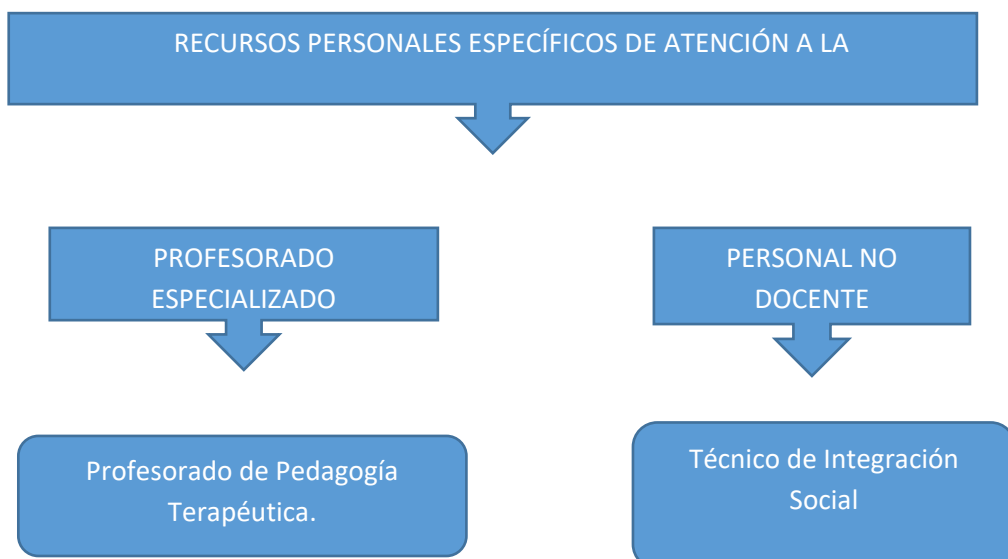 RECURSOS PERSONALES ESPECÍFICOS DE ATENCIÓN A LA
PROFESORADO
ESPECIALIZADO
PERSONAL NO
DOCENTE
Profesorado de Pedagogía
Terapéutica.
Técnico de Integración
Social